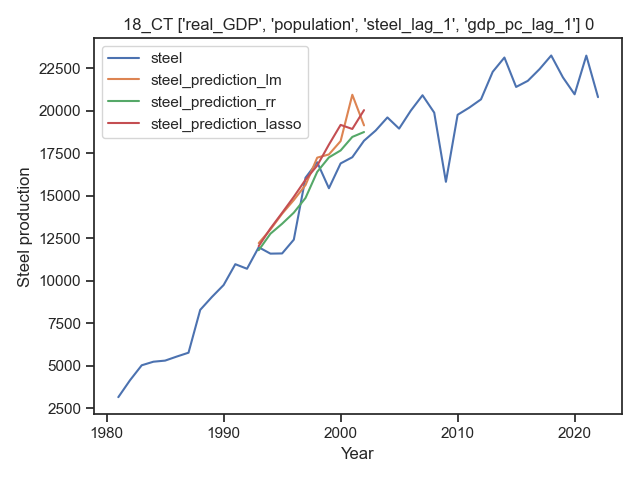 18_CT ['real_GDP', 'population', 'steel_lag_1', 'gdp_pc_lag_1'] 0
steel
steel_prediction_lm
steel_prediction_rr
steel_prediction_lasso
Steel production
22500
20000
17500
15000
12500
10000
7500
5000
2500
1980
1990
2000
2010
2020
Year